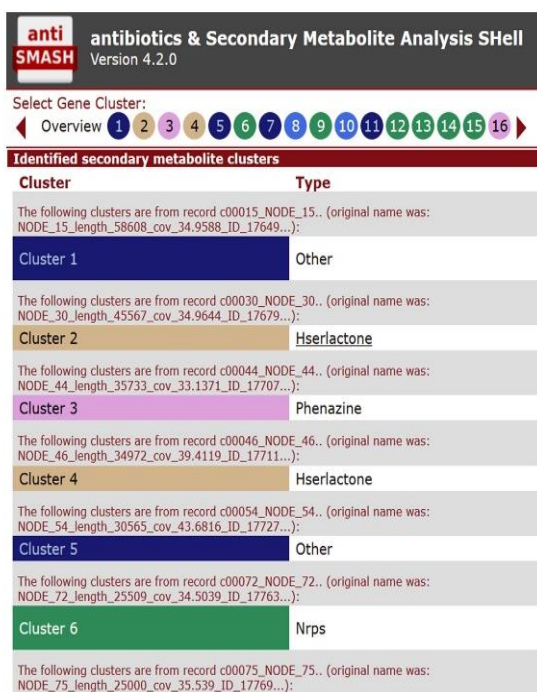 anti
SMASH
antibiotics & Secondary Metabolite Analysis SHell
Version 4.2.0
Select Gene Cluster:
Overview 1 2 3 4 5 6 7 8 9 10 11 12 13 14 15 16
Identified secondary metabolite clusters
Cluster Type
The following clusters are from record c00015_NODE_15.. (original name was:
NODE_15_length_58608_cov_34.9588_ID_17649...):
Cluster 1 Other
The following clusters are from record c00030_NODE_30.. (original name was:
NODE_30_length_45567_cov_34.9644_ID_17679...):
Cluster 2 Hserlactone
The following clusters are from record c00044_NODE_44.. (original name was:
NODE_44_length_35733_cov_33.1371_ID_17707...):
Cluster 3 Phenazine
The following clusters are from record c00046_NODE_46.. (original name was:
NODE_46_length_34972_cov_39.4119_ID_17711...):
Cluster 4 Hserlactone
The following clusters are from record c00054_NODE_54.. (original name was:
NODE_54_length_30565_cov_43.6816_ID_17727...):
Cluster 5 Other
The following clusters are from record c00072_NODE_72.. (original name was:
NODE_72_length_25509_cov_34.5039_ID_17763...):
Cluster 6 Nrps
The following clusters are from record c00075_NODE_75.. (original name was:
NODE_75_length_25000_cov_35.539_ID_17769...):